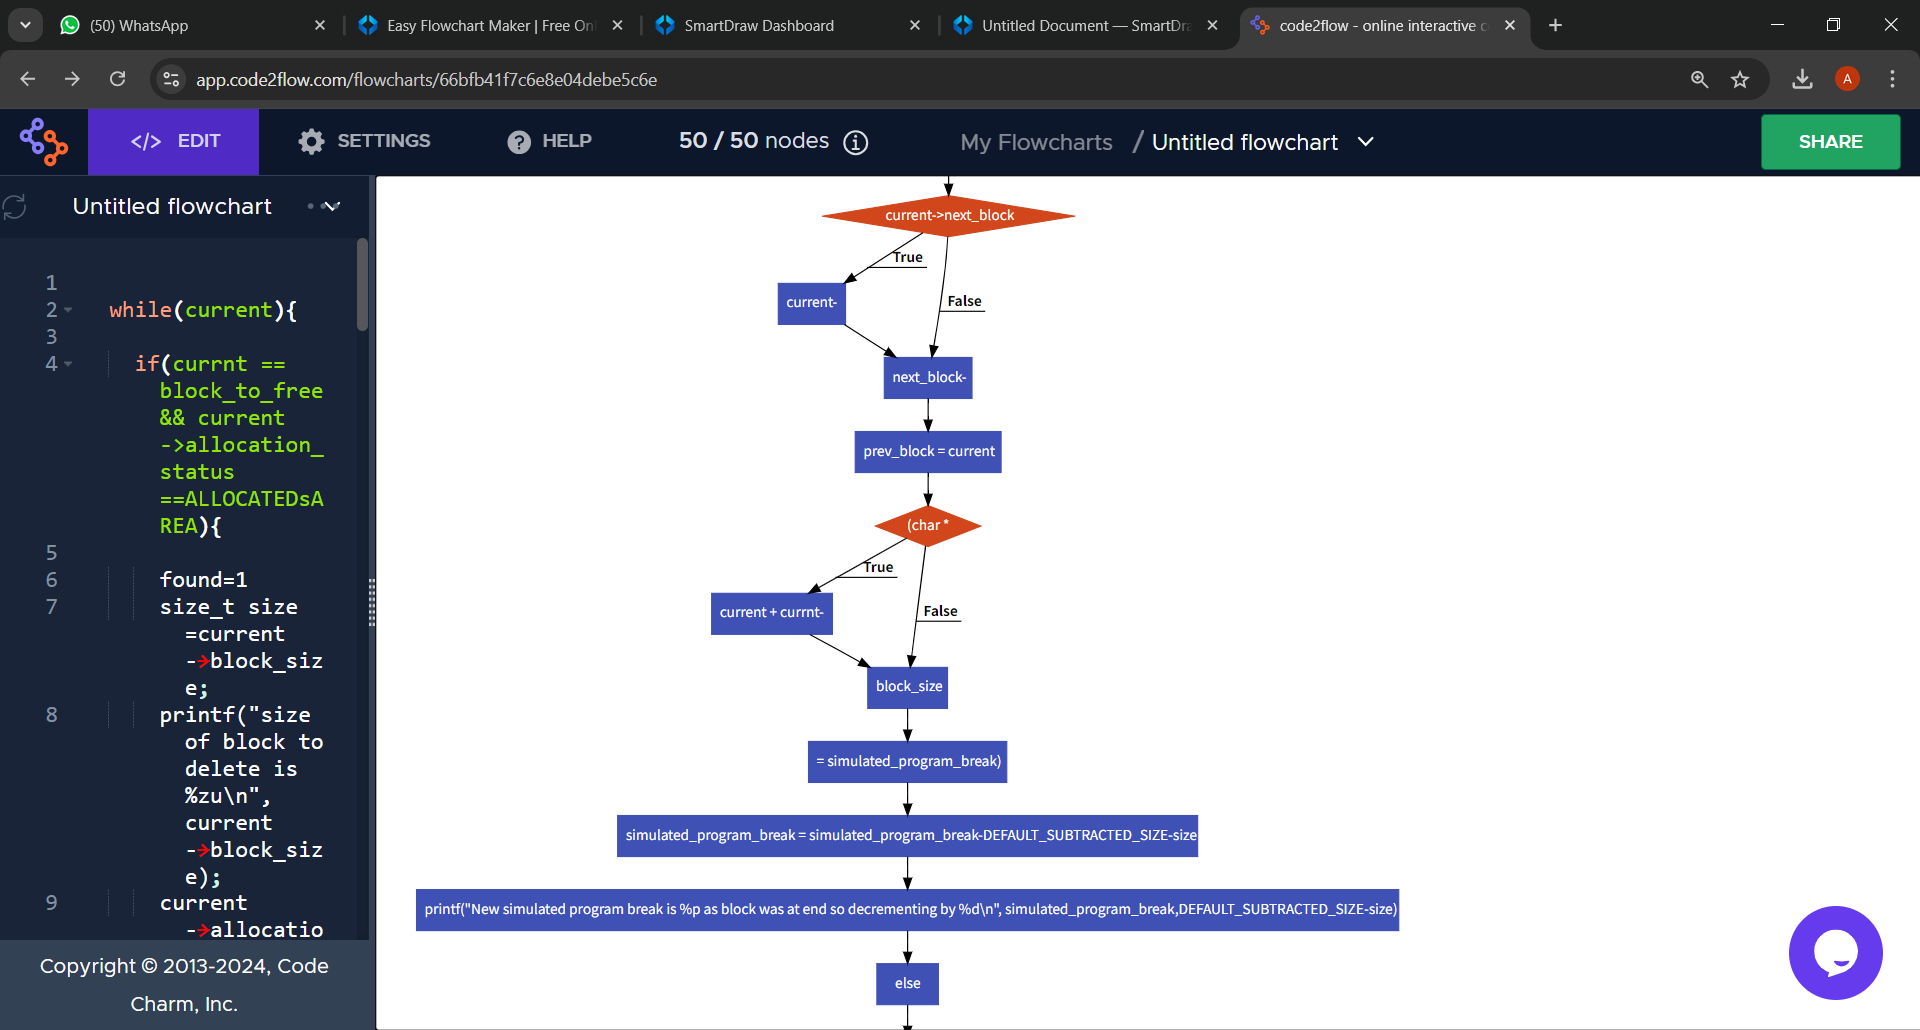 (50) WhatsApp
Easy Flowchart Maker | Free On
SmartDraw Dashboard
Untitled Document — SmartDra
code2flow - online interactive c
app.code2flow.com/flowcharts/66bfb41f7c6e8e04debe5c6e
A
</> EDIT
SETTINGS
HELP
50 / 50 nodes
My Flowcharts / Untitled flowchart
SHARE
Untitled flowchart
1
2 while(current){
3
4 if(currnt ==
block_to_free
&& current
->allocation_
status
==ALLOCATEDsA
REA){
5
6 found=1
7 size_t size
=current
->block_siz
e;
8 printf("size
of block to
delete is
%zu\n",
current
->block_siz
e);
9 current
->allocatio
Copyright © 2013-2024, Code
Charm, Inc.
current->next_block
True
current-
False
next_block-
prev_block = current
(char *
True
current + currnt-
False
block_size
= simulated_program_break)
simulated_program_break = simulated_program_break-DEFAULT_SUBTRACTED_SIZE-size
printf("New simulated program break is %p as block was at end so decrementing by %d\n", simulated_program_break,DEFAULT_SUBTRACTED_SIZE-size)
else